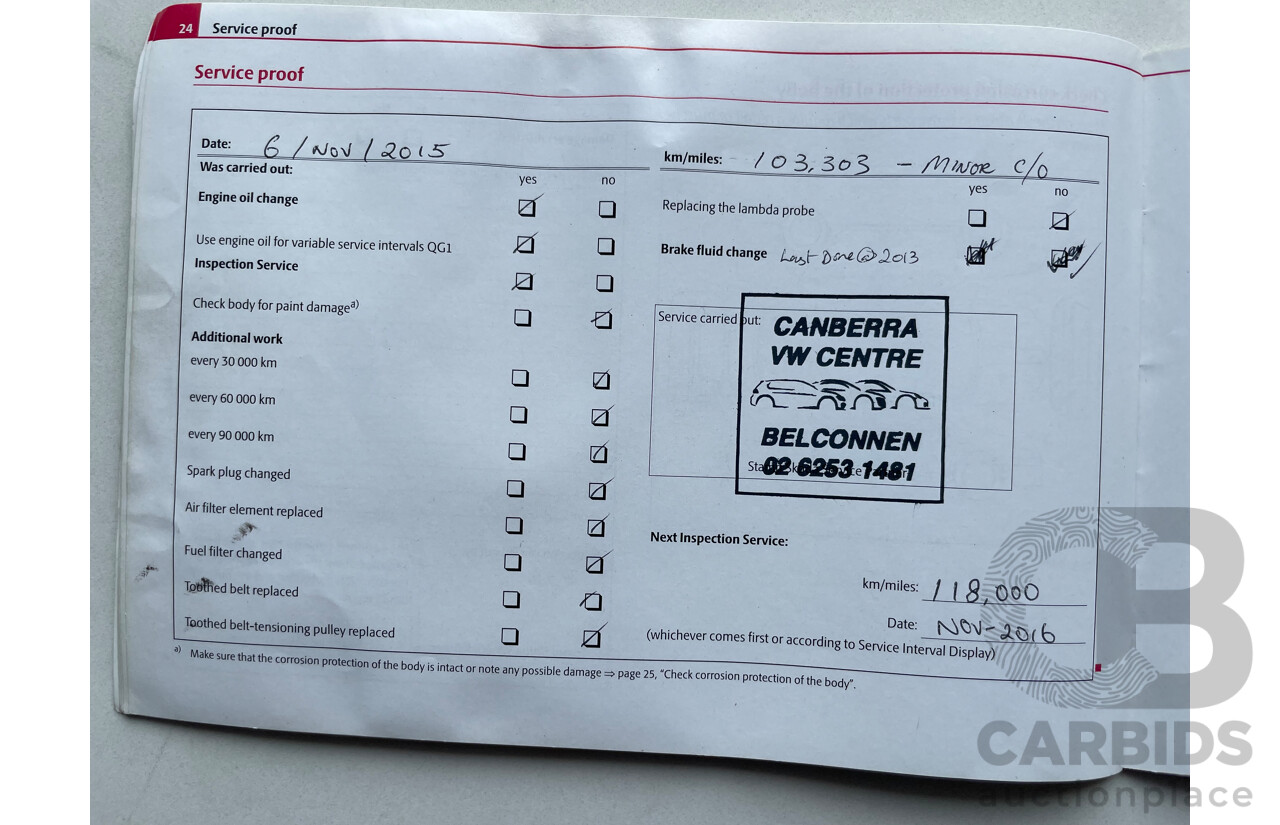 24 Service proof
Service proof
Date: 6 / NOV / 2015
km/miles: 103,303 - MINOR C/O
Was carried out:
yes no
yes no
Engine oil change
Replacing the lambda probe
Use engine oil for variable service intervals QG1
Brake fluid change Last Done @ 2013
Inspection Service
Check body for paint damage a)
Additional work
every 30 000 km
every 60 000 km
every 90 000 km
Spark plug changed
Air filter element replaced
Fuel filter changed
Toothed belt replaced
Toothed belt-tensioning pulley replaced
Service carried out:
CANBERRA
VW CENTRE
BELCONNEN
02 6253 1481
Next Inspection Service:
km/miles: 118,000
Date: NOV-2016
(whichever comes first or according to Service Interval Display)
a) Make sure that the corrosion protection of the body is intact or note any possible damage ⇒ page 25, "Check corrosion protection of the body".
CARBIDS
auctionplace